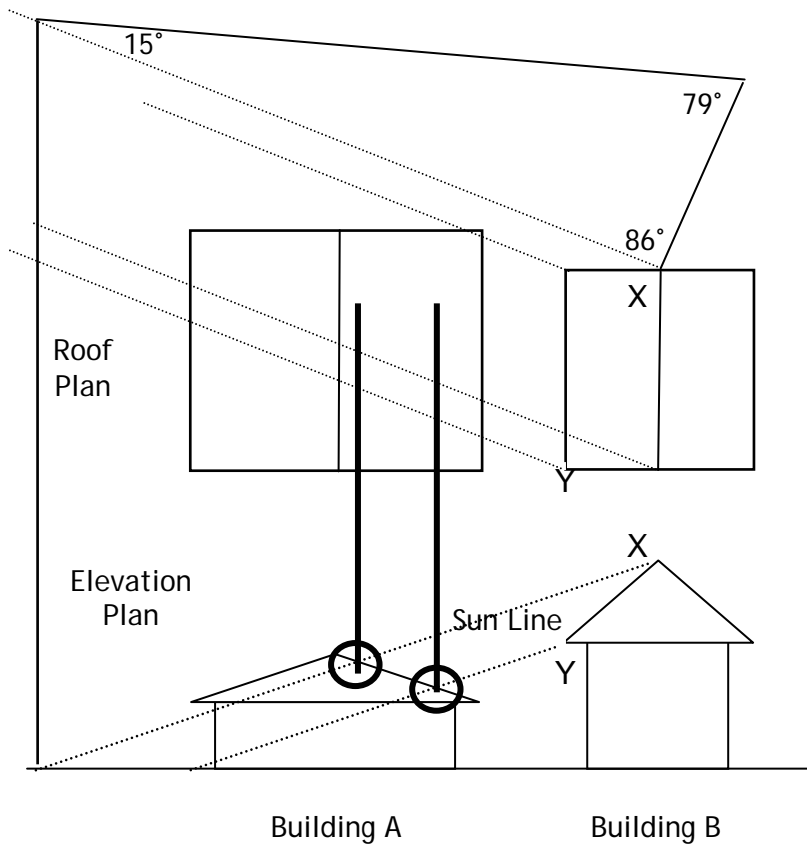 15˚
79˚
86˚
X
Roof
Plan
Y
X
Elevation
Plan
Sun Line
Y
Building A
Building B